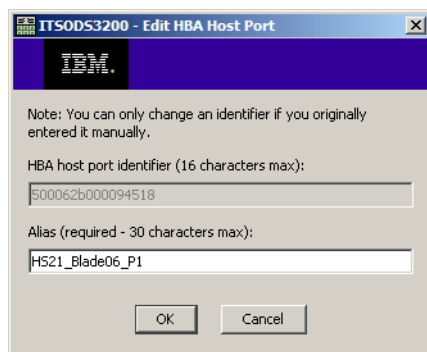 ITSODS3200 - Edit HBA Host Port
IBM.
Note: You can only change an identifier if you originally
entered it manually.
HBA host port identifier (16 characters max):
500062b000094518
Alias (required - 30 characters max):
HS21_Blade06_P1
OK
Cancel